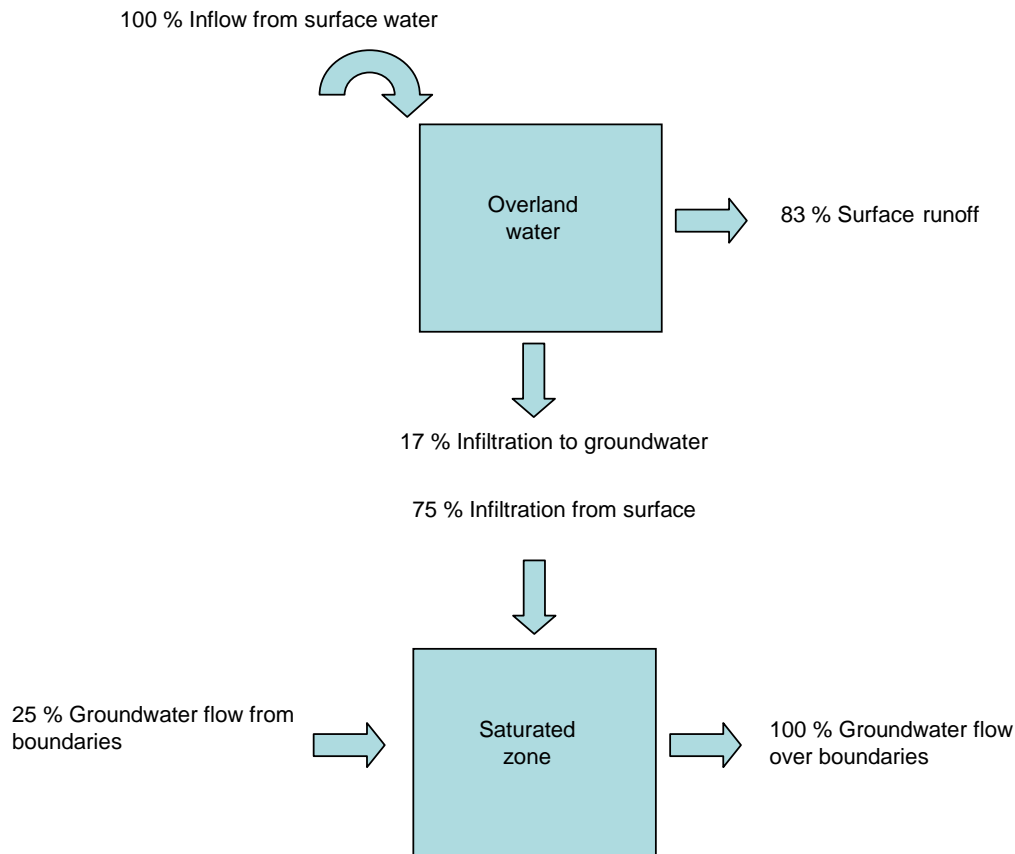 100 % Inflow from surface water
Overland
water
83 % Surface runoff
17 % Infiltration to groundwater
75 % Infiltration from surface
25 % Groundwater flow from
boundaries
Saturated
zone
100 % Groundwater flow
over boundaries